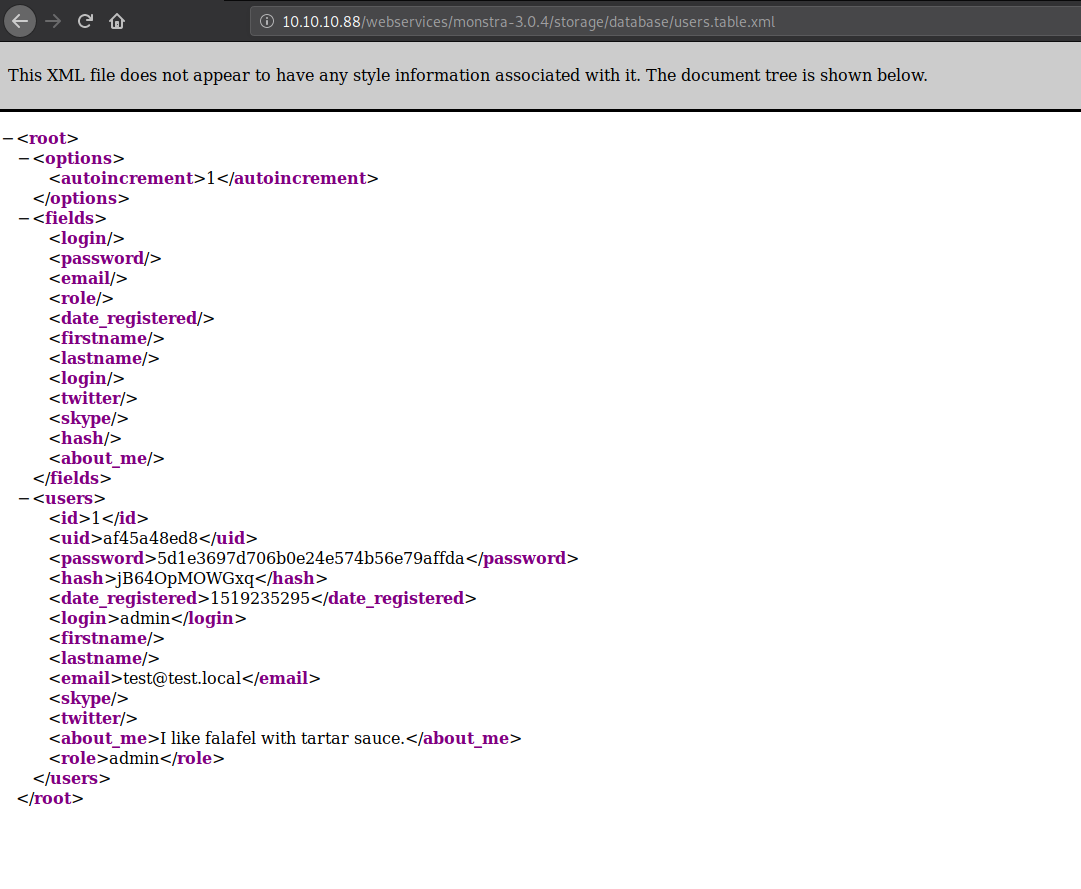 10.10.10.88/webservices/monstra-3.0.4/storage/database/users.table.xml
This XML file does not appear to have any style information associated with it. The document tree is shown below.
−<root>
−<options>
<autoincrement>1</autoincrement>
</options>
−<fields>
<login/>
<password/>
<email/>
<role/>
<date_registered/>
<firstname/>
<lastname/>
<login/>
<twitter/>
<skype/>
<hash/>
<about_me/>
</fields>
−<users>
<id>1</id>
<uid>af45a48ed8</uid>
<password>5d1e3697d706b0e24e574b56e79affda</password>
<hash>jB64OpMOWGxq</hash>
<date_registered>1519235295</date_registered>
<login>admin</login>
<firstname/>
<lastname/>
<email>test@test.local</email>
<skype/>
<twitter/>
<about_me>I like falafel with tartar sauce.</about_me>
<role>admin</role>
</users>
</root>